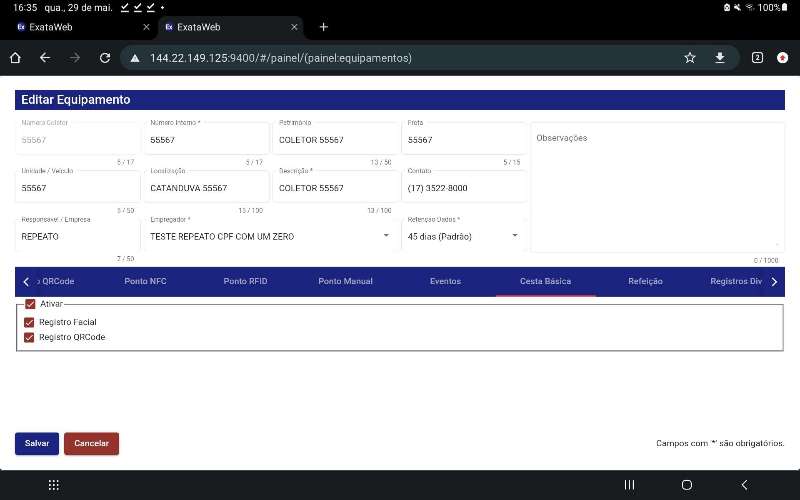 16:35 qua., 29 de mai. 100%
Ex ExataWeb
Ex ExataWeb
144.22.149.125:9400/#/painel/(painel:equipamentos)
2
Editar Equipamento
Número Coletor
55567
5 / 17
Número Interno *
55567
5 / 17
Patrimônio
COLETOR 55567
13 / 50
Frota
55567
5 / 15
Observações
0 / 1000
Unidade / Veículo
55567
5 / 50
Localização
CATANDUVA 55567
15 / 100
Descrição *
COLETOR 55567
13 / 100
Contato
(17) 3522-8000
Responsável / Empresa
REPEATO
7 / 50
Empregador *
TESTE REPEATO CPF COM UM ZERO
Retenção Dados *
45 dias (Padrão)
o QRCode
Ponto NFC
Ponto RFID
Ponto Manual
Eventos
Cesta Básica
Refeição
Registros Div
Ativar
Registro Facial
Registro QRCode
Salvar
Cancelar
Campos com '*' são obrigatórios.